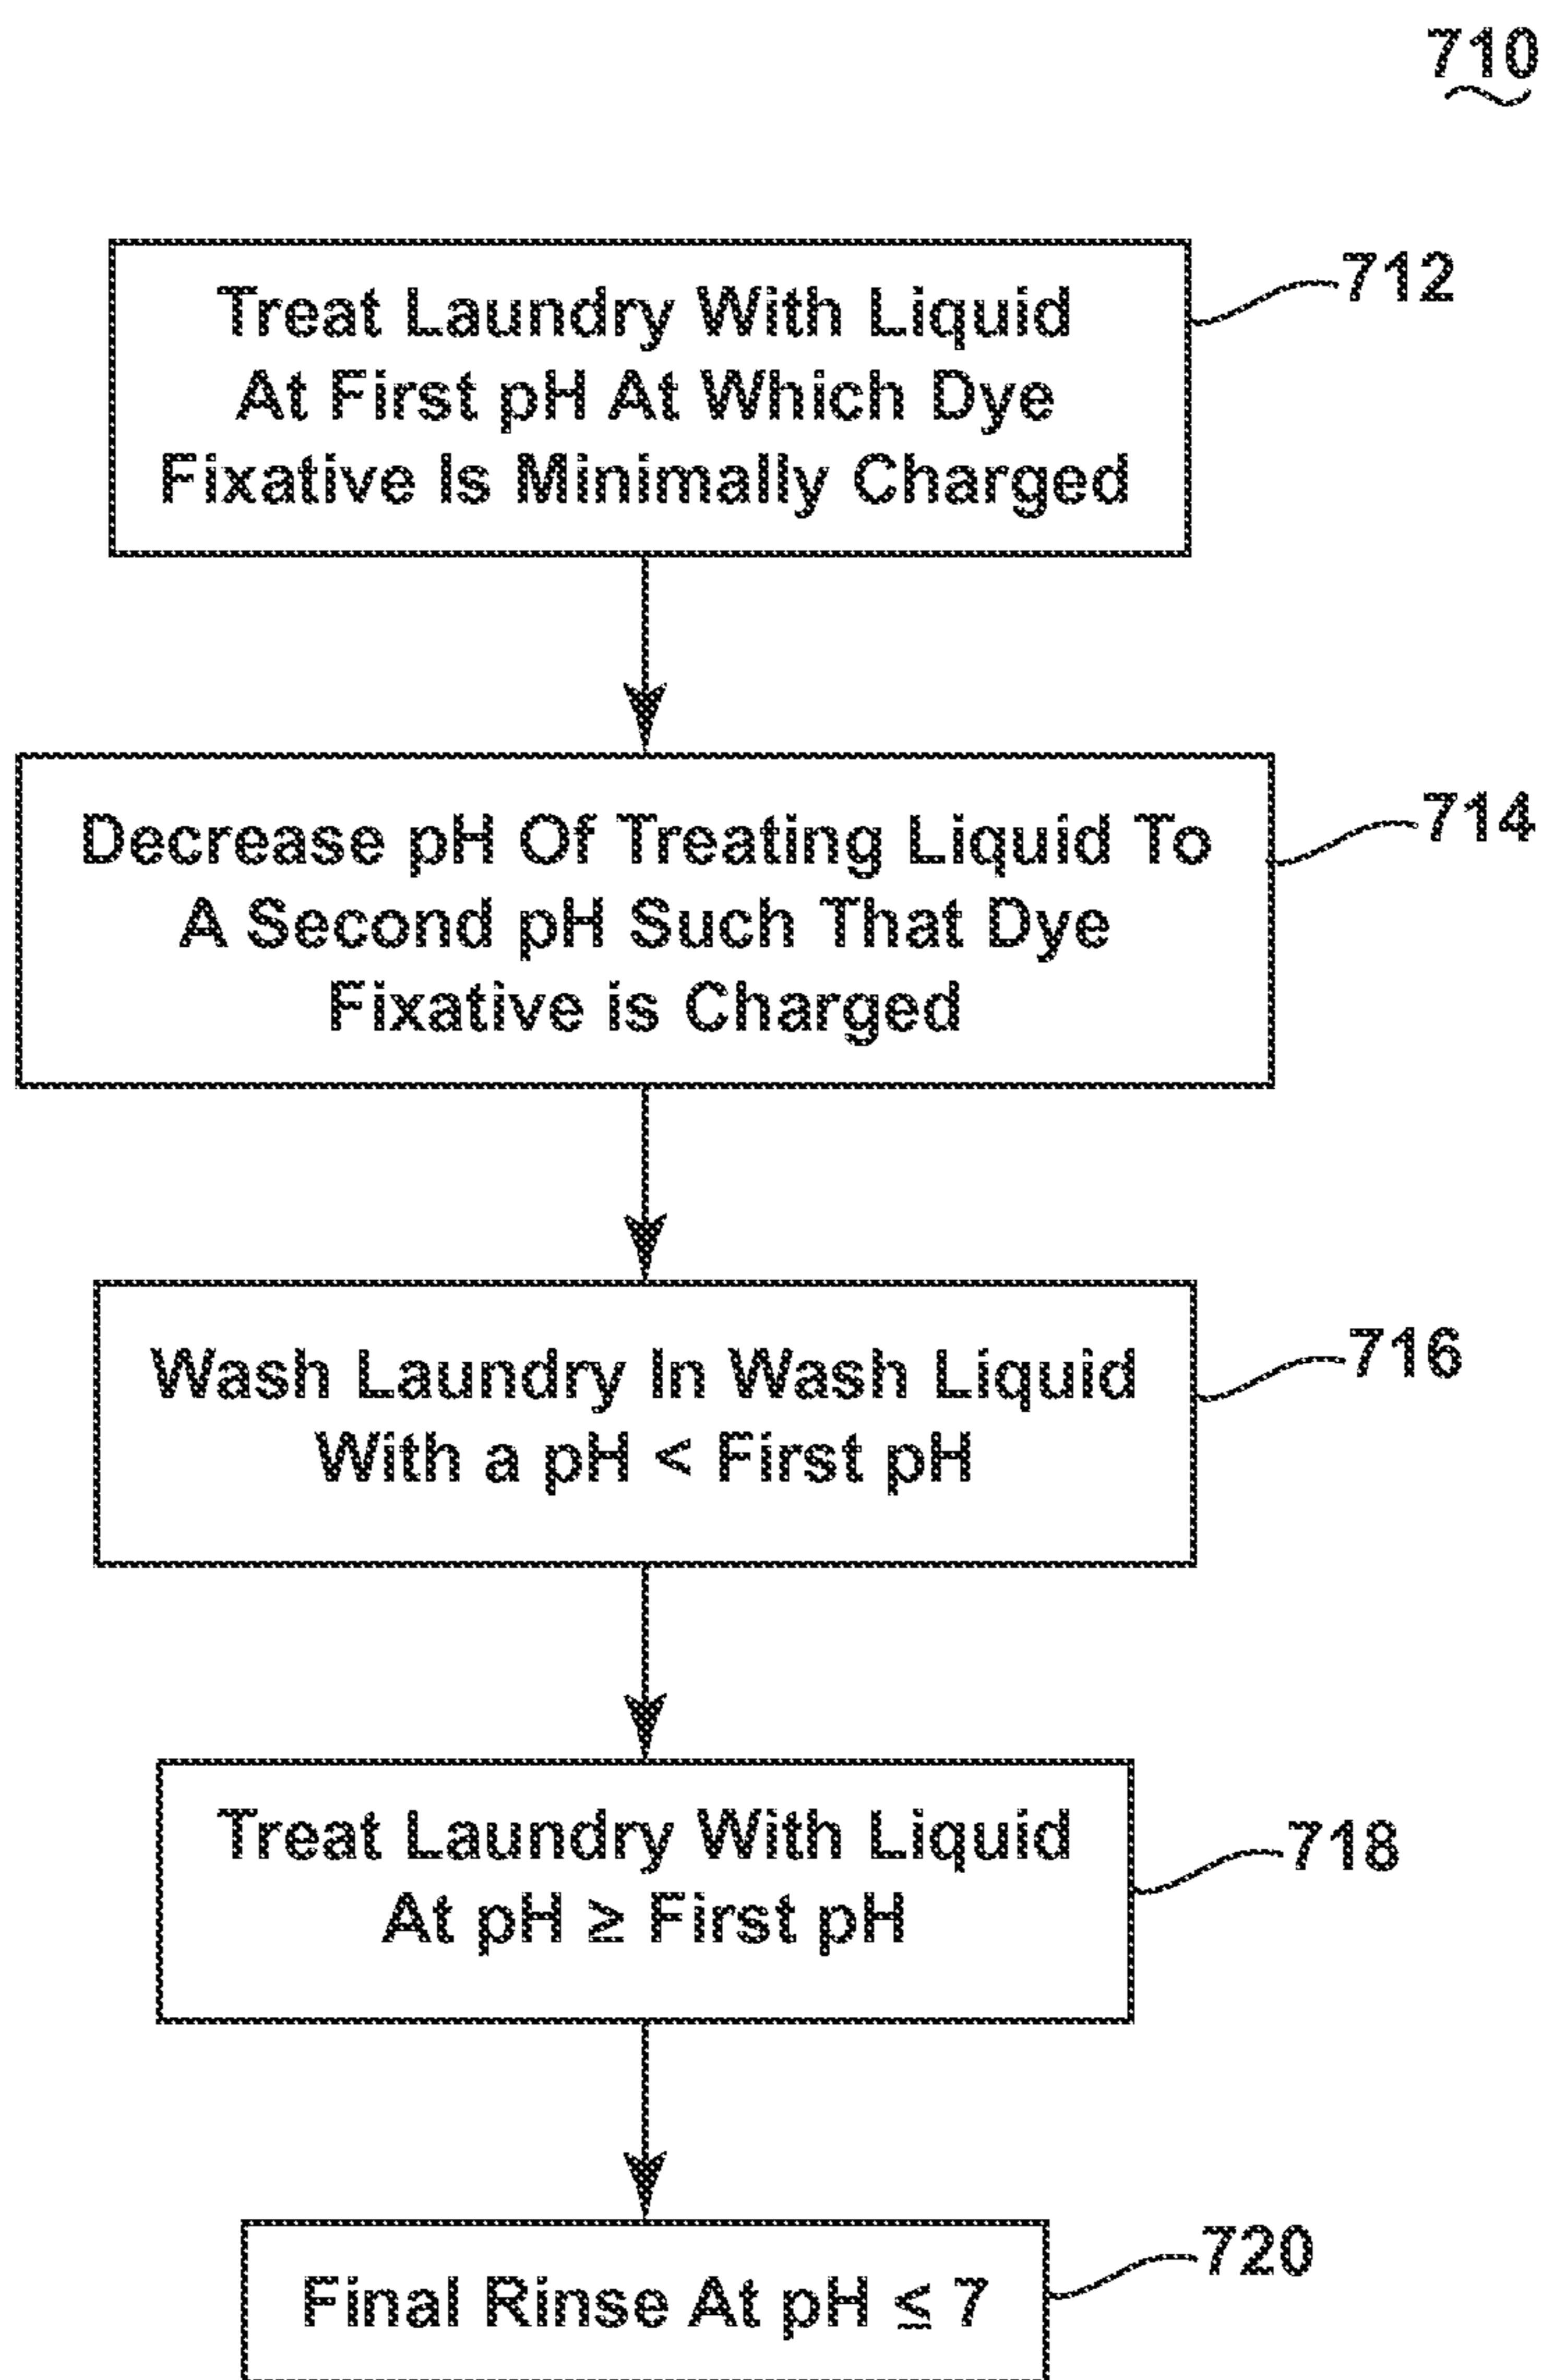 710
Treat Laundry With Liquid
At First pH At Which Dye
Fixative Is Minimally Charged
712
Decrease pH Of Treating Liquid To
A Second pH Such That Dye
Fixative is Charged
714
Wash Laundry In Wash Liquid
With a pH < First pH
716
Treat Laundry With Liquid
At pH ≥ First pH
718
Final Rinse At pH ≤ 7
720